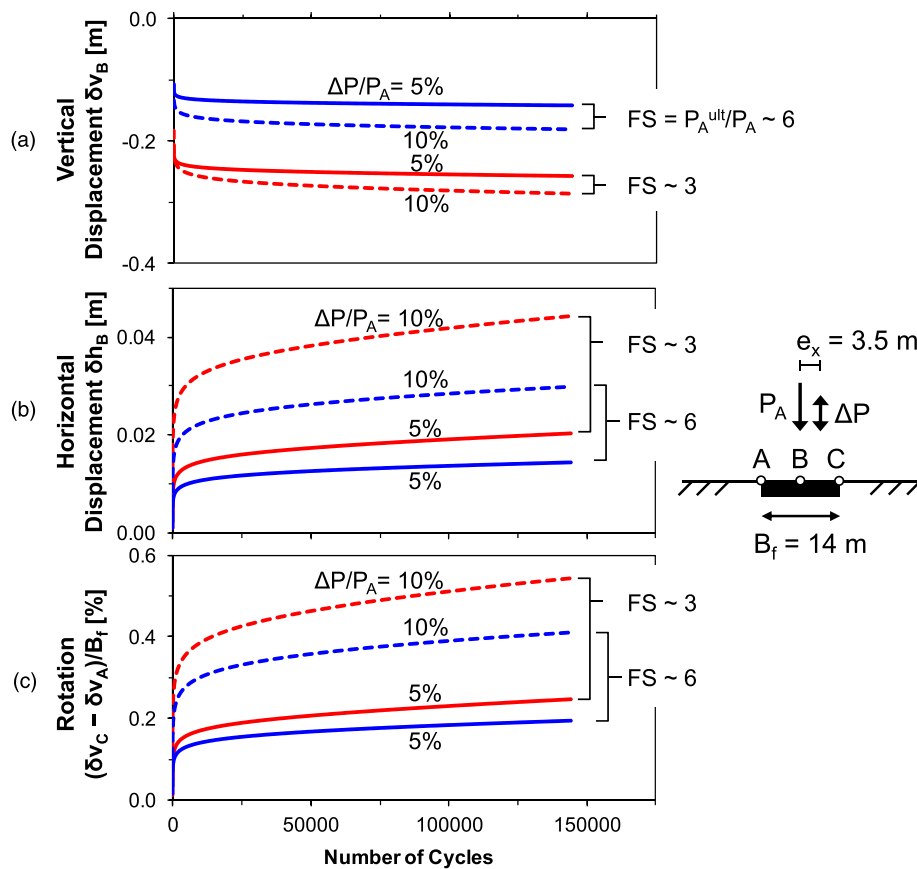 (a)
Vertical
Displacement δv_B [m]
0.0
-0.2
-0.4
ΔP/P_A = 5%
10%
5%
10%
FS = P_A^ult/P_A ~ 6
FS ~ 3
(b)
Horizontal
Displacement δh_B [m]
0.04
0.02
0.00
ΔP/P_A = 10%
10%
5%
5%
FS ~ 3
FS ~ 6
(c)
Rotation
(δv_C − δv_A)/B_f [%]
0.6
0.4
0.2
0.0
ΔP/P_A = 10%
10%
5%
5%
FS ~ 3
FS ~ 6
0 50000 100000 150000
Number of Cycles
e_x = 3.5 m
P_A ΔP
A B C
B_f = 14 m